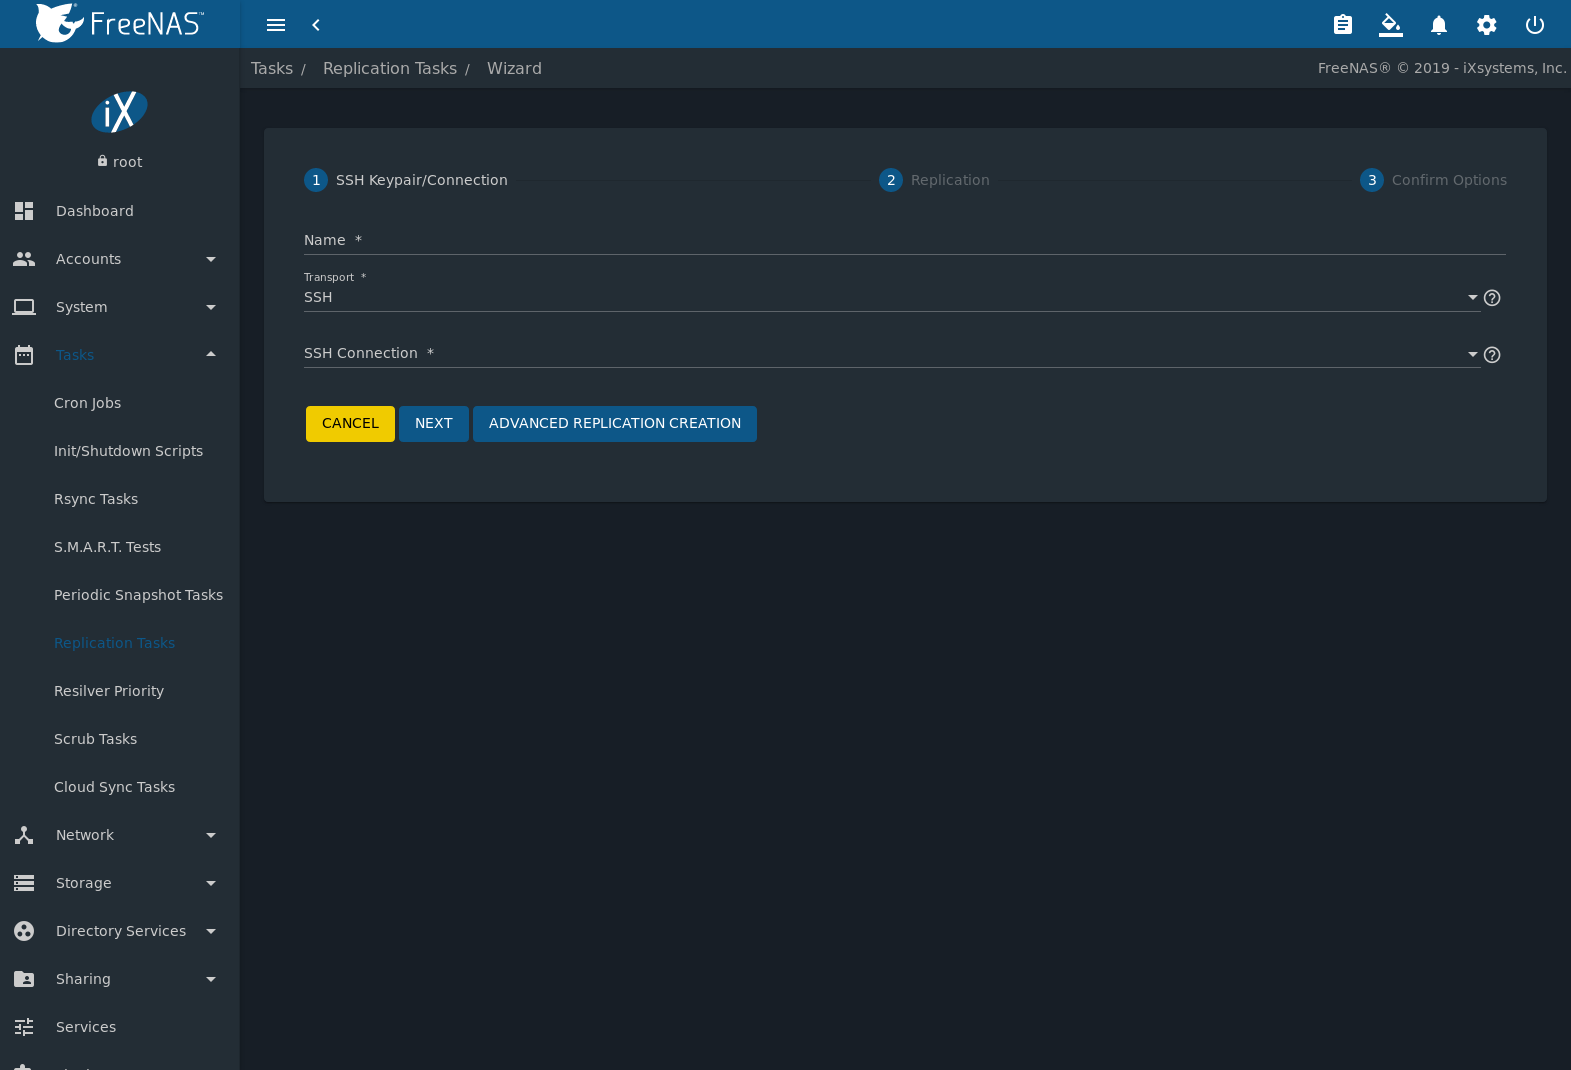 FreeNAS™
Tasks / Replication Tasks / Wizard
FreeNAS® © 2019 - iXsystems, Inc.
iX
root
Dashboard
Accounts
System
Tasks
Cron Jobs
Init/Shutdown Scripts
Rsync Tasks
S.M.A.R.T. Tests
Periodic Snapshot Tasks
Replication Tasks
Resilver Priority
Scrub Tasks
Cloud Sync Tasks
Network
Storage
Directory Services
Sharing
Services
1 SSH Keypair/Connection
2 Replication
3 Confirm Options
Name *
Transport *
SSH
SSH Connection *
CANCEL
NEXT
ADVANCED REPLICATION CREATION